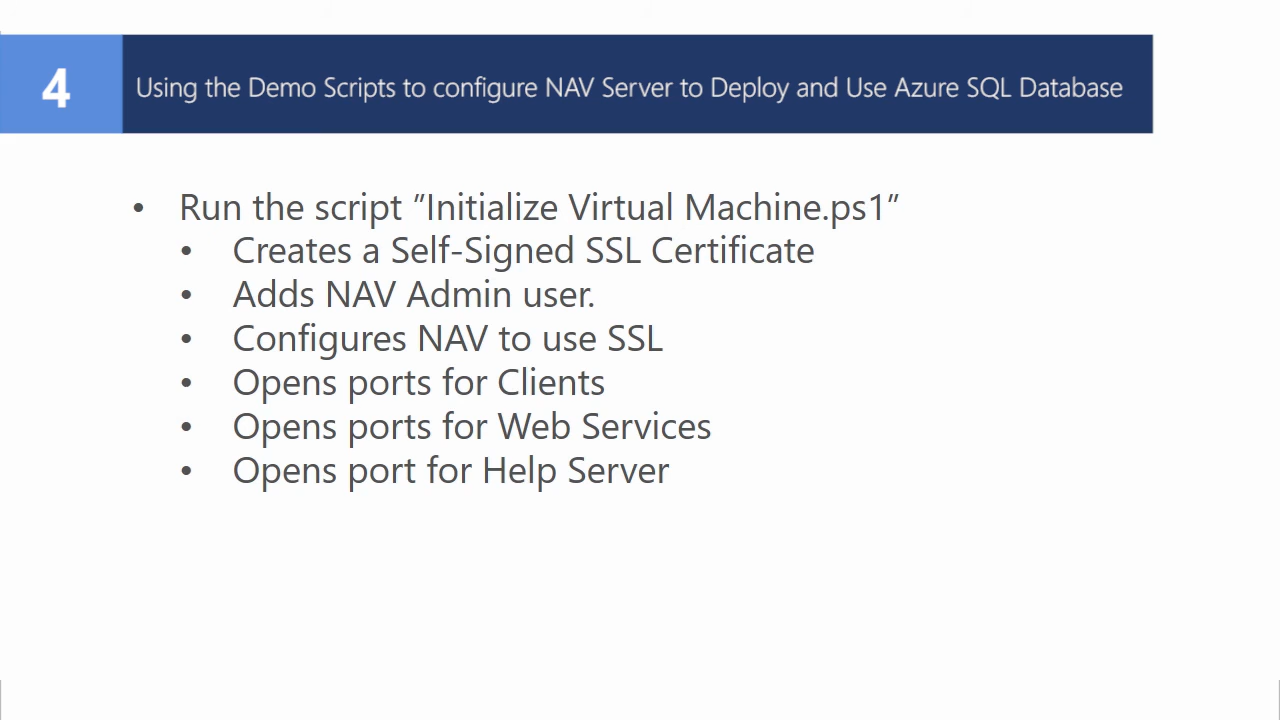 4
Using the Demo Scripts to configure NAV Server to Deploy and Use Azure SQL Database
• Run the script ”Initialize Virtual Machine.ps1”
• Creates a Self-Signed SSL Certificate
• Adds NAV Admin user.
• Configures NAV to use SSL
• Opens ports for Clients
• Opens ports for Web Services
• Opens port for Help Server